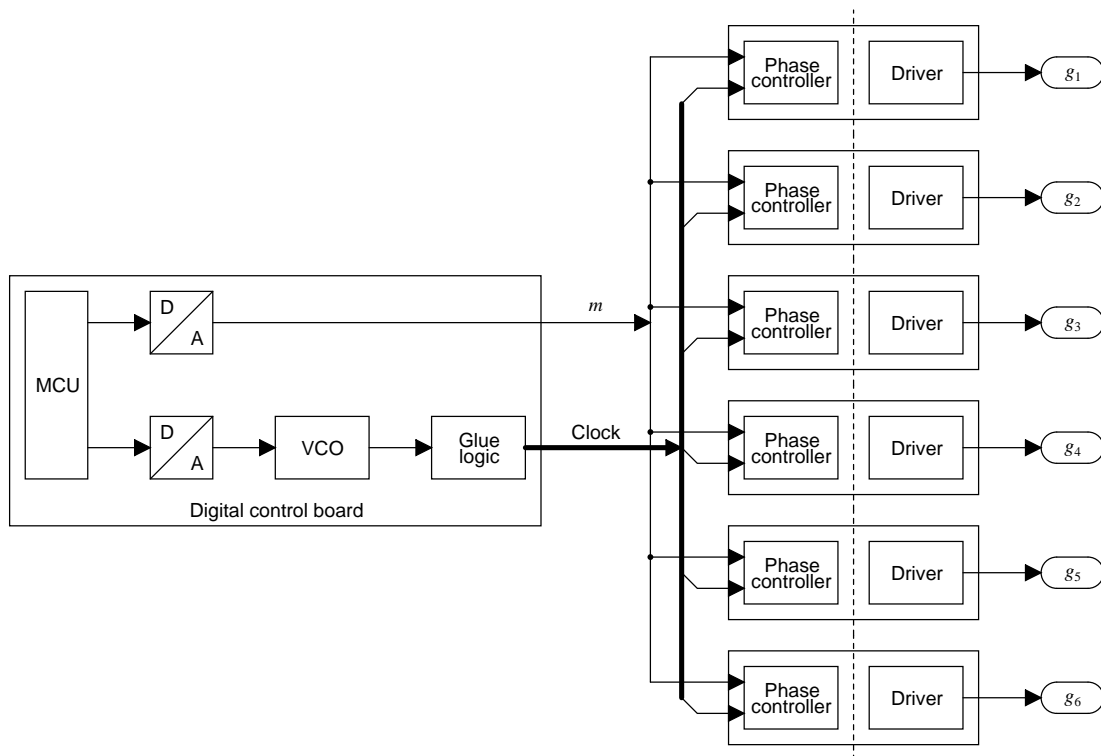 Phase
controller
Driver
g1
Phase
controller
Driver
g2
Phase
controller
Driver
g3
Phase
controller
Driver
g4
Phase
controller
Driver
g5
Phase
controller
Driver
g6
MCU
D
A
m
D
A
VCO
Glue
logic
Clock
Digital control board